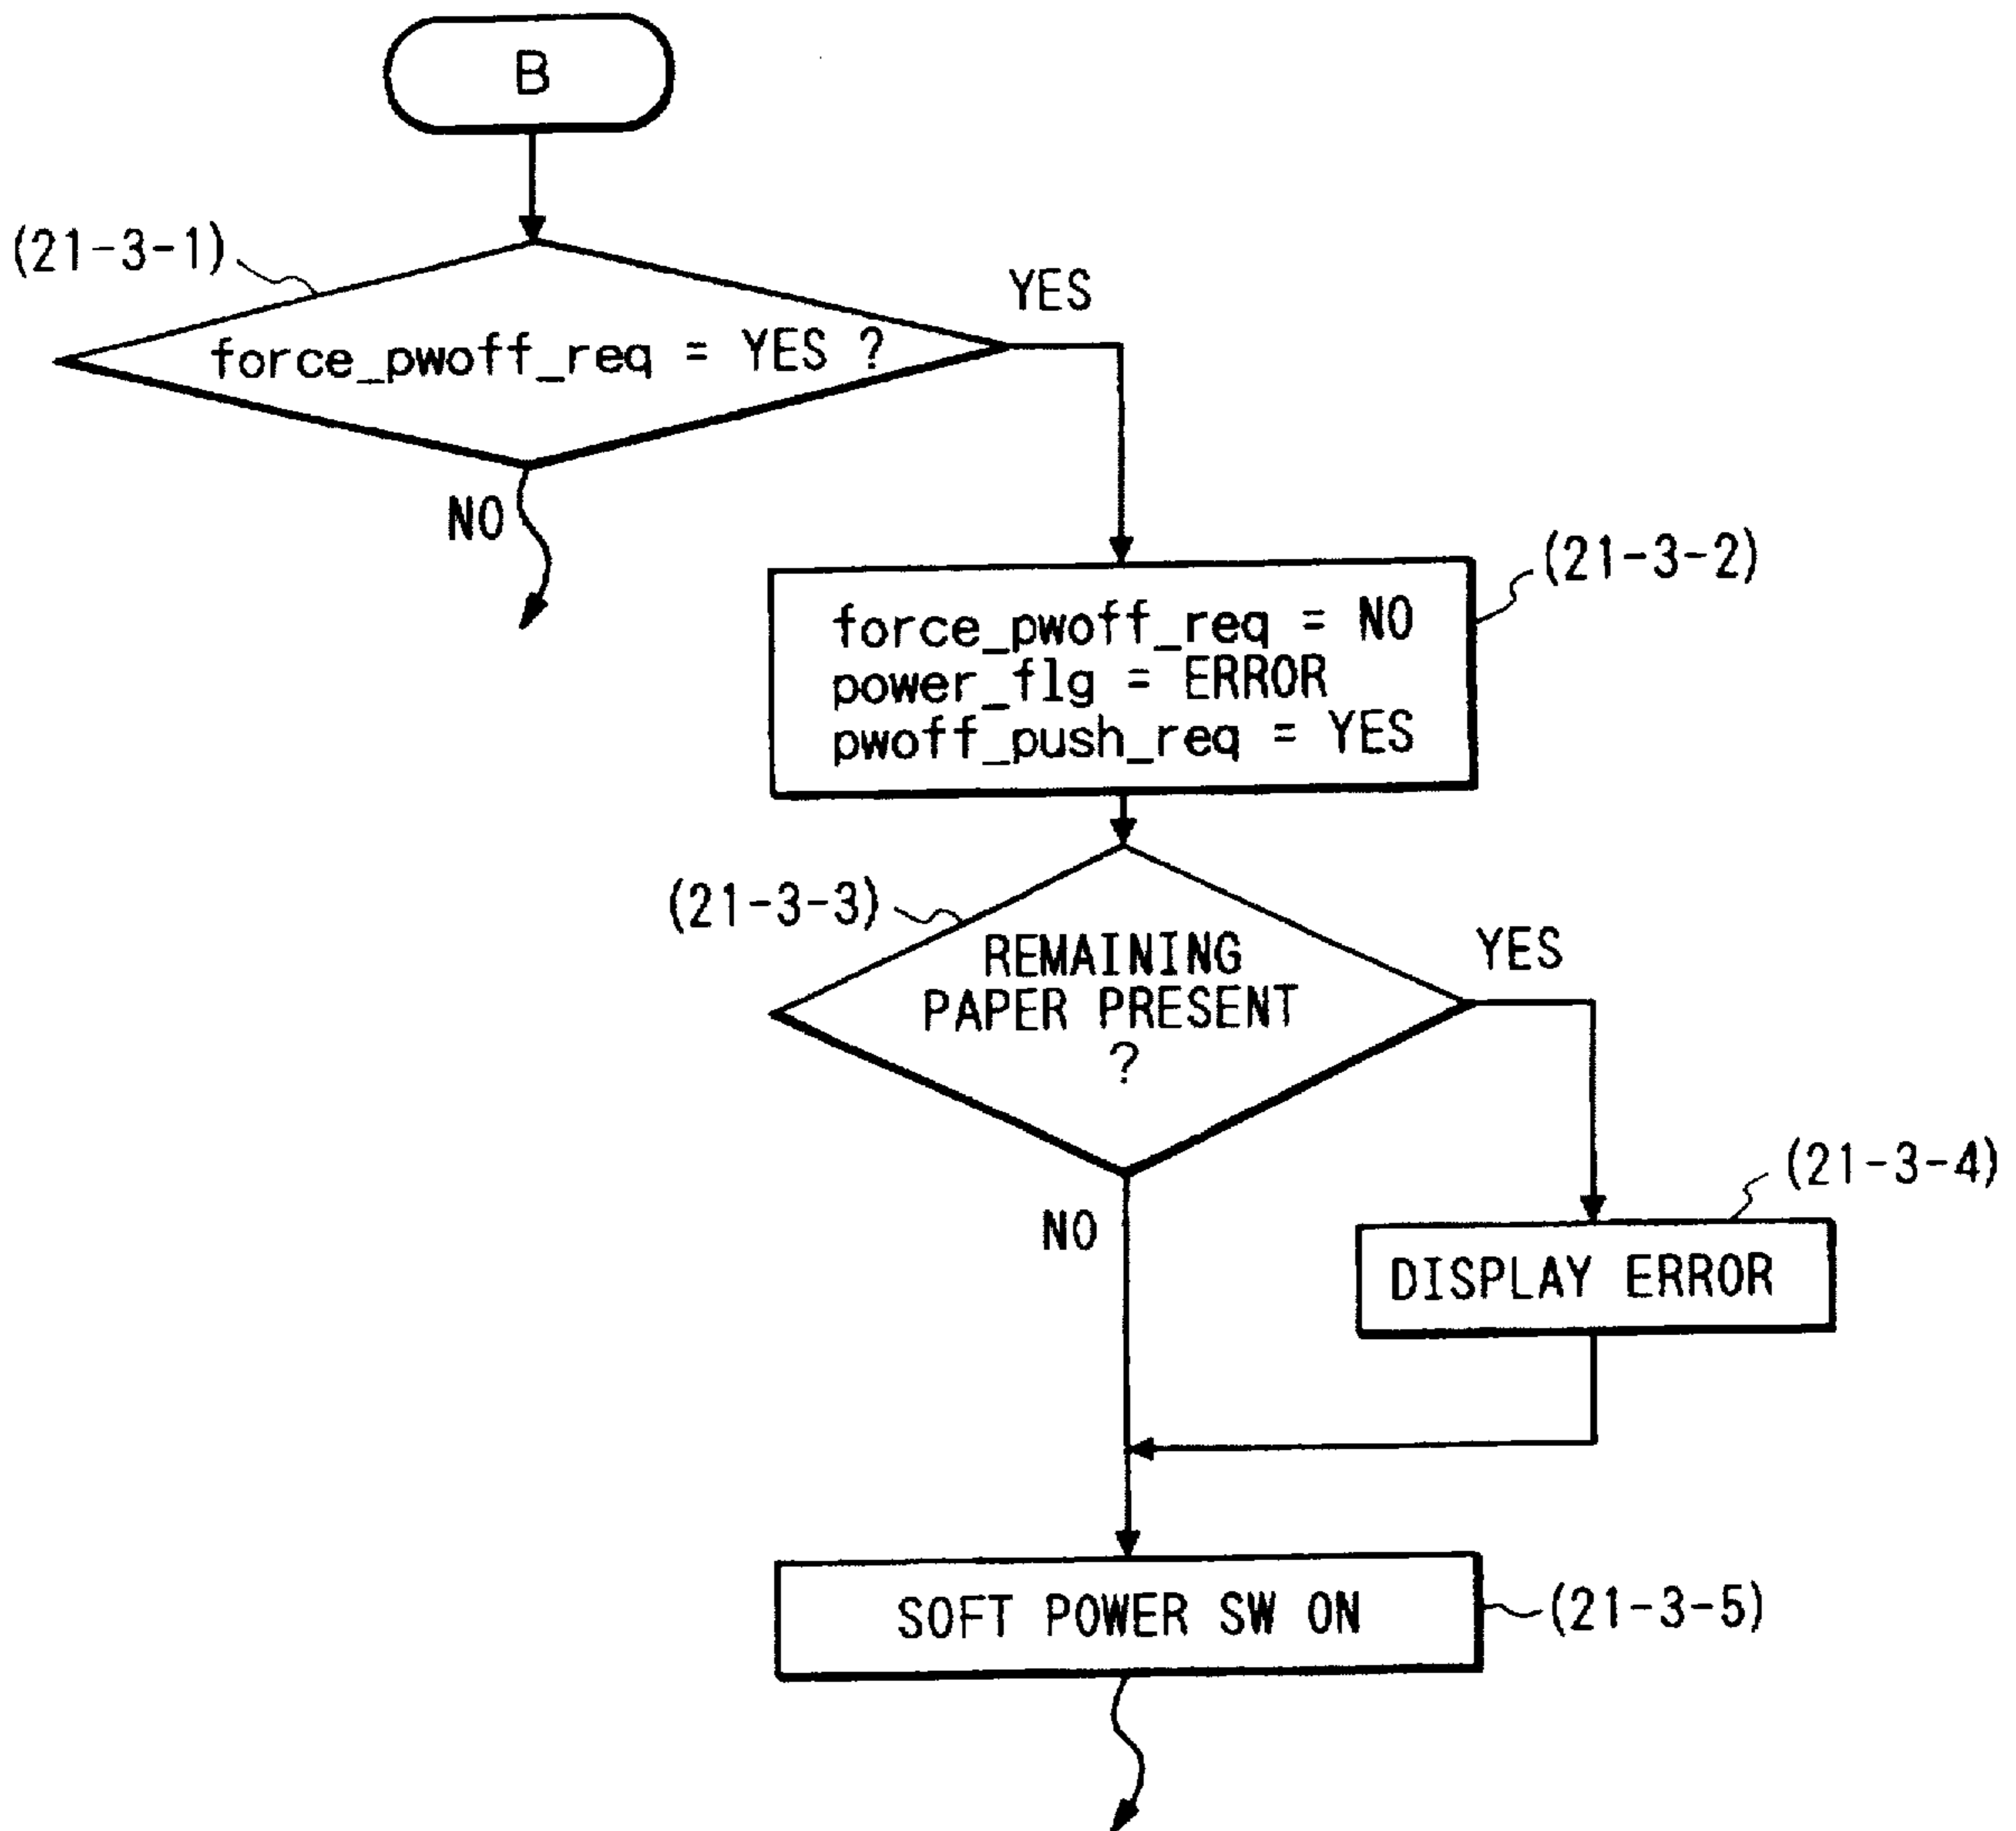 B
(21-3-1)
YES
force_pwoff_req = YES ?
NO
(21-3-2)
force_pwoff_req = NO
power_flg = ERROR
pwoff_push_req = YES
(21-3-3)
REMAINING
PAPER PRESENT
?
YES
(21-3-4)
NO
DISPLAY ERROR
SOFT POWER SW ON
(21-3-5)